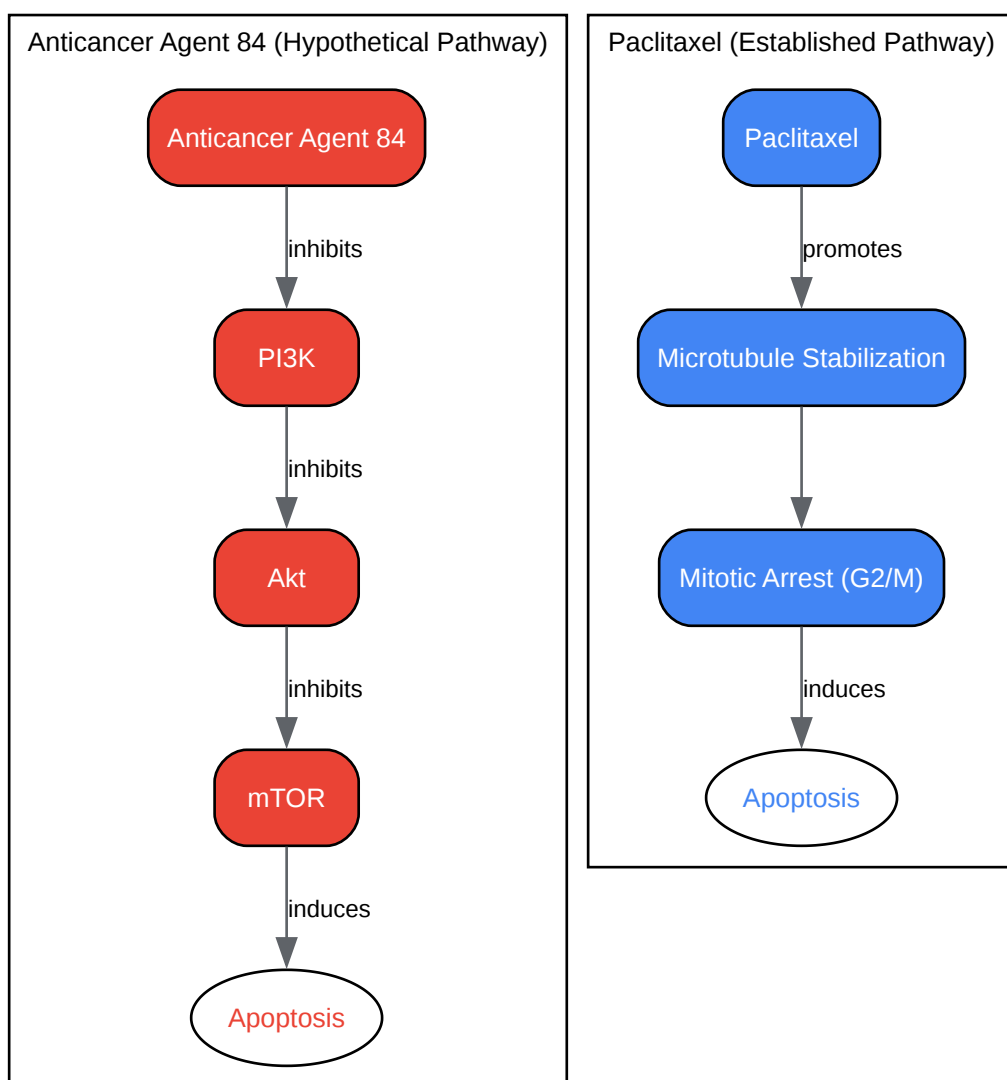 Anticancer Agent 84 (Hypothetical Pathway)
Anticancer Agent 84
inhibits
PI3K
inhibits
Akt
inhibits
mTOR
induces
Apoptosis
Paclitaxel (Established Pathway)
Paclitaxel
promotes
Microtubule Stabilization
Mitotic Arrest (G2/M)
induces
Apoptosis